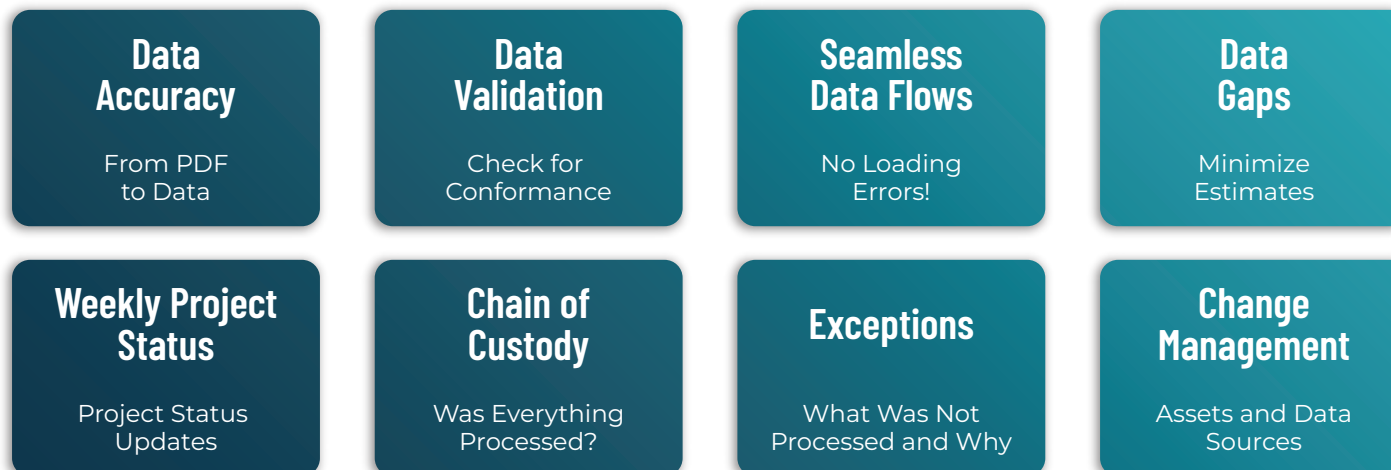 Data
Accuracy
From PDF
to Data
Data
Validation
Check for
Conformance
Seamless
Data Flows
No Loading
Errors!
Data
Gaps
Minimize
Estimates
Weekly Project
Status
Project Status
Updates
Chain of
Custody
Was Everything
Processed?
Exceptions
What Was Not
Processed and Why
Change
Management
Assets and Data
Sources